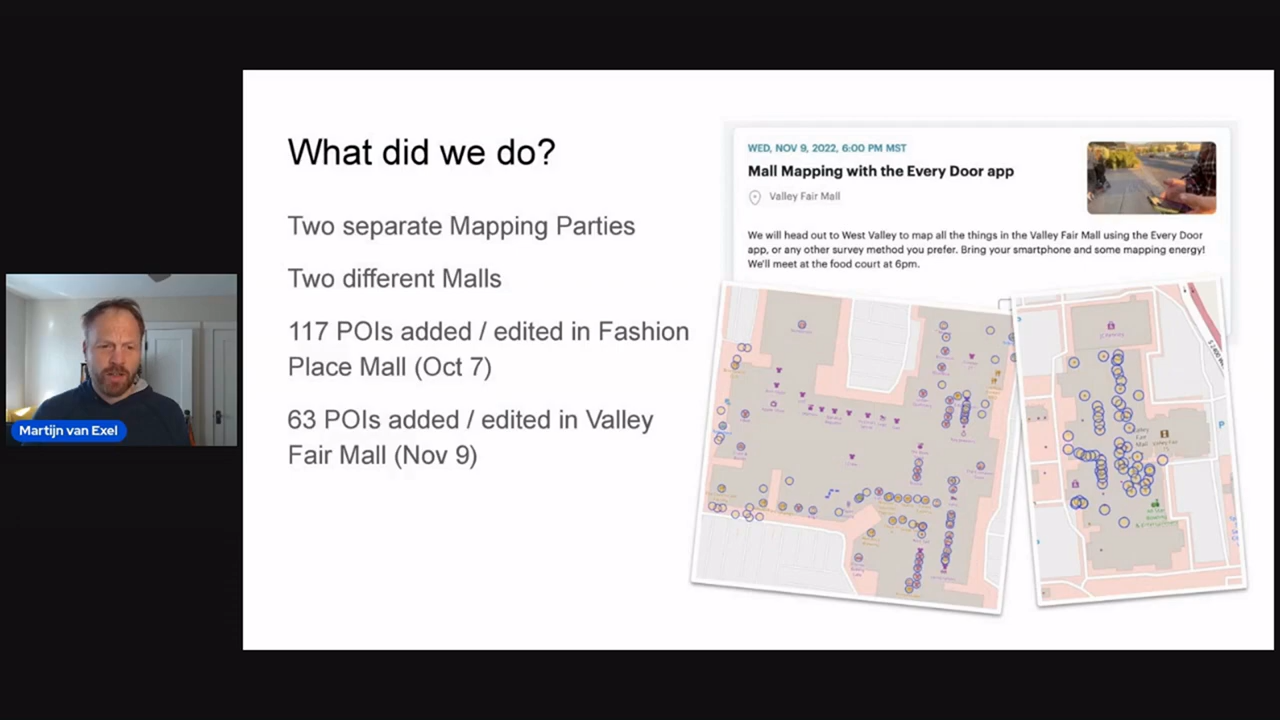 What did we do?
Two separate Mapping Parties
Two different Malls
117 POIs added / edited in Fashion
Place Mall (Oct 7)
63 POIs added / edited in Valley
Fair Mall (Nov 9)
WED, NOV 9, 2022, 6:00 PM MST
Mall Mapping with the Every Door app
Valley Fair Mall
We will head out to West Valley to map all the things in the Valley Fair Mall using the Every Door
app, or any other survey method you prefer. Bring your smartphone and some mapping energy!
We'll meet at the food court at 6pm.
Valley
Fair
Mall
Valley Fair
P
Martijn van Exel